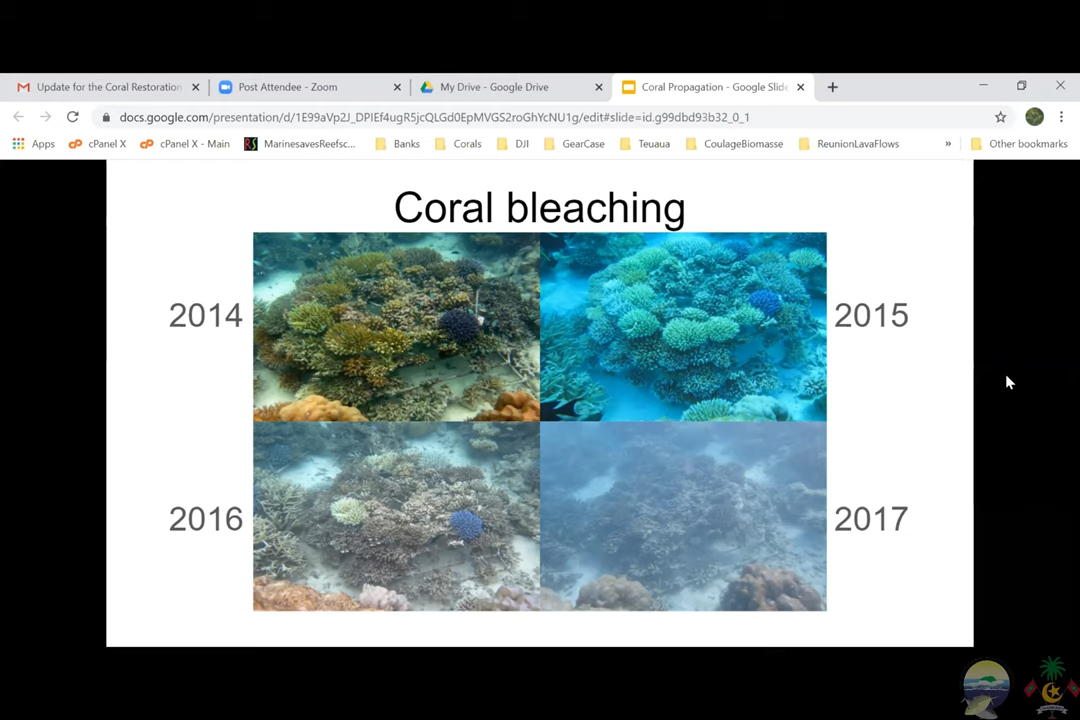 Update for the Coral Restoration
Post Attendee - Zoom
My Drive - Google Drive
Coral Propagation - Google Slide
docs.google.com/presentation/d/1E99aVp2J_DPIEf4ugR5jcQLGd0EpMVGS2roGhYcNU1g/edit#slide=id.g99dbd93b32_0_1
Apps
cPanel X
cPanel X - Main
MarinesavesReefsc...
Banks
Corals
DJI
GearCase
Teuaua
CoulageBiomasse
ReunionLavaFlows
»
Other bookmarks
Coral bleaching
2014
2015
2016
2017